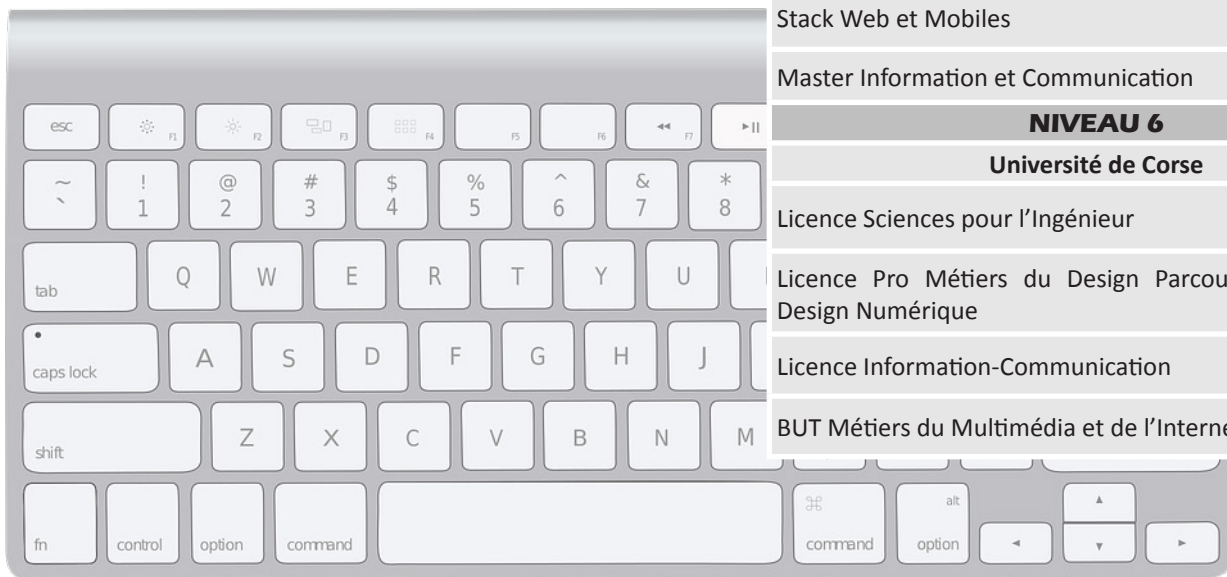 Stack Web et Mobiles
Master Information et Communication
NIVEAU 6
Université de Corse
Licence Sciences pour l'Ingénieur
Licence Pro Métiers du Design
Design Numérique
Licence Information-Communication
BUT Métiers du Multimédia et de
esc F1 F2 F3 F4 F5 F6 F7
~ ! @ # $ % ^ & *
` 1 2 3 4 5 6 7 8
tab Q W E R T Y U
caps lock A S D F G H J
shift Z X C V B N M
fn control option command ⌘ command alt option